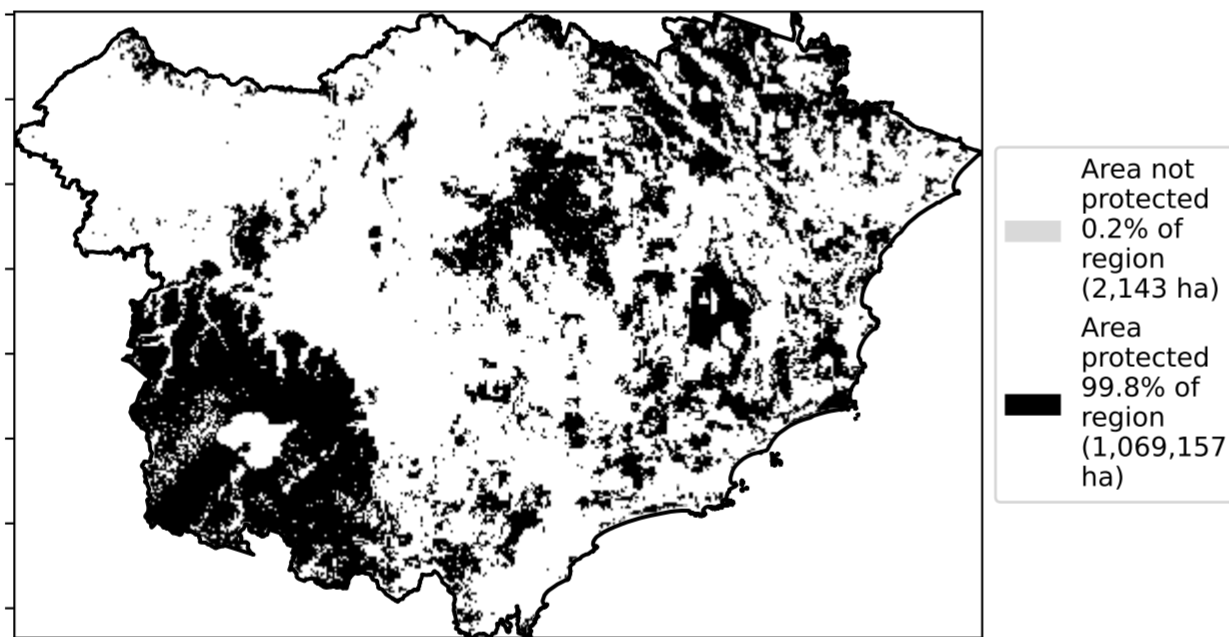 Area not
protected
0.2% of
region
(2,143 ha)
Area
protected
99.8% of
region
(1,069,157
ha)